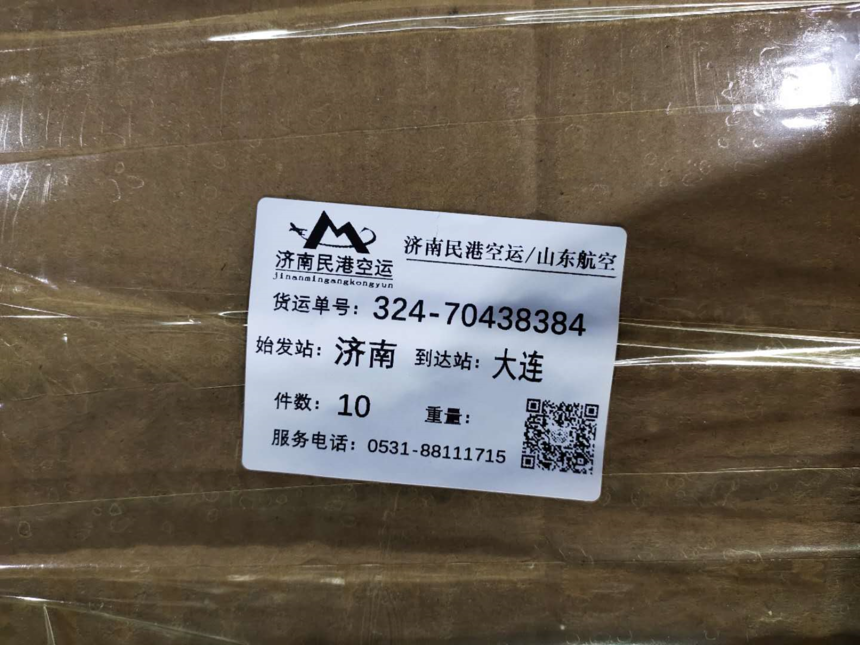 济南民港空运
jinanmingangkongyun
济南民港空运/山东航空
货运单号：324-70438384
始发站：济南 到达站：大连
件数：10 重量：
服务电话：0531-88111715